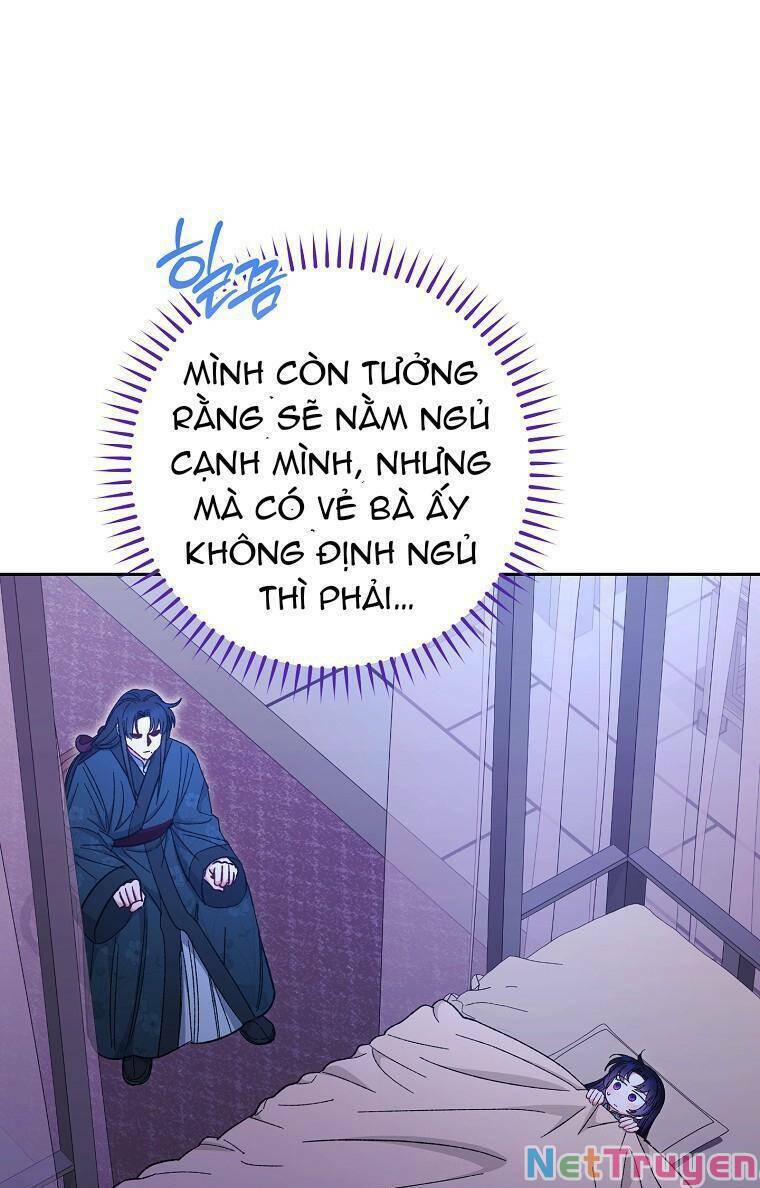 힐끔
MÌNH CÒN TƯỞNG
RẰNG SẼ NẰM NGỦ
CẠNH MÌNH, NHƯNG
MÀ CÓ VẺ BÀ ẤY
KHÔNG ĐỊNH NGỦ
THÌ PHẢI...
NETTRUYEN